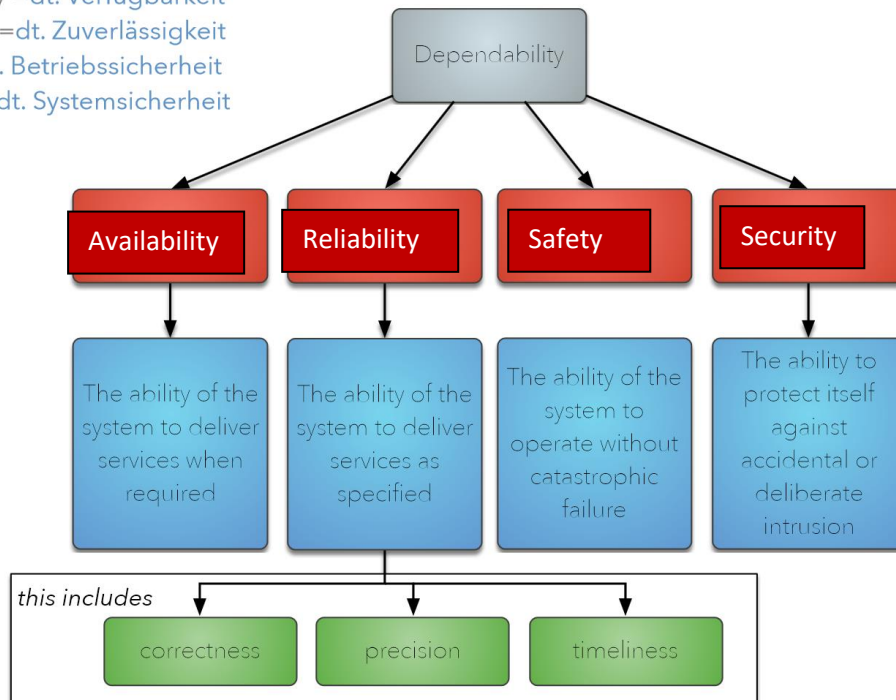 =dt. Verfügbarkeit
=dt. Zuverlässigkeit
. Betriebssicherheit
dt. Systemsicherheit
Dependability
Availability
Reliability
Safety
Security
The ability of the
system to deliver
services when
required
The ability of the
system to deliver
services as
specified
The ability of the
system to
operate without
catastrophic
failure
The ability to
protect itself
against
accidental or
deliberate
intrusion
this includes
correctness
precision
timeliness